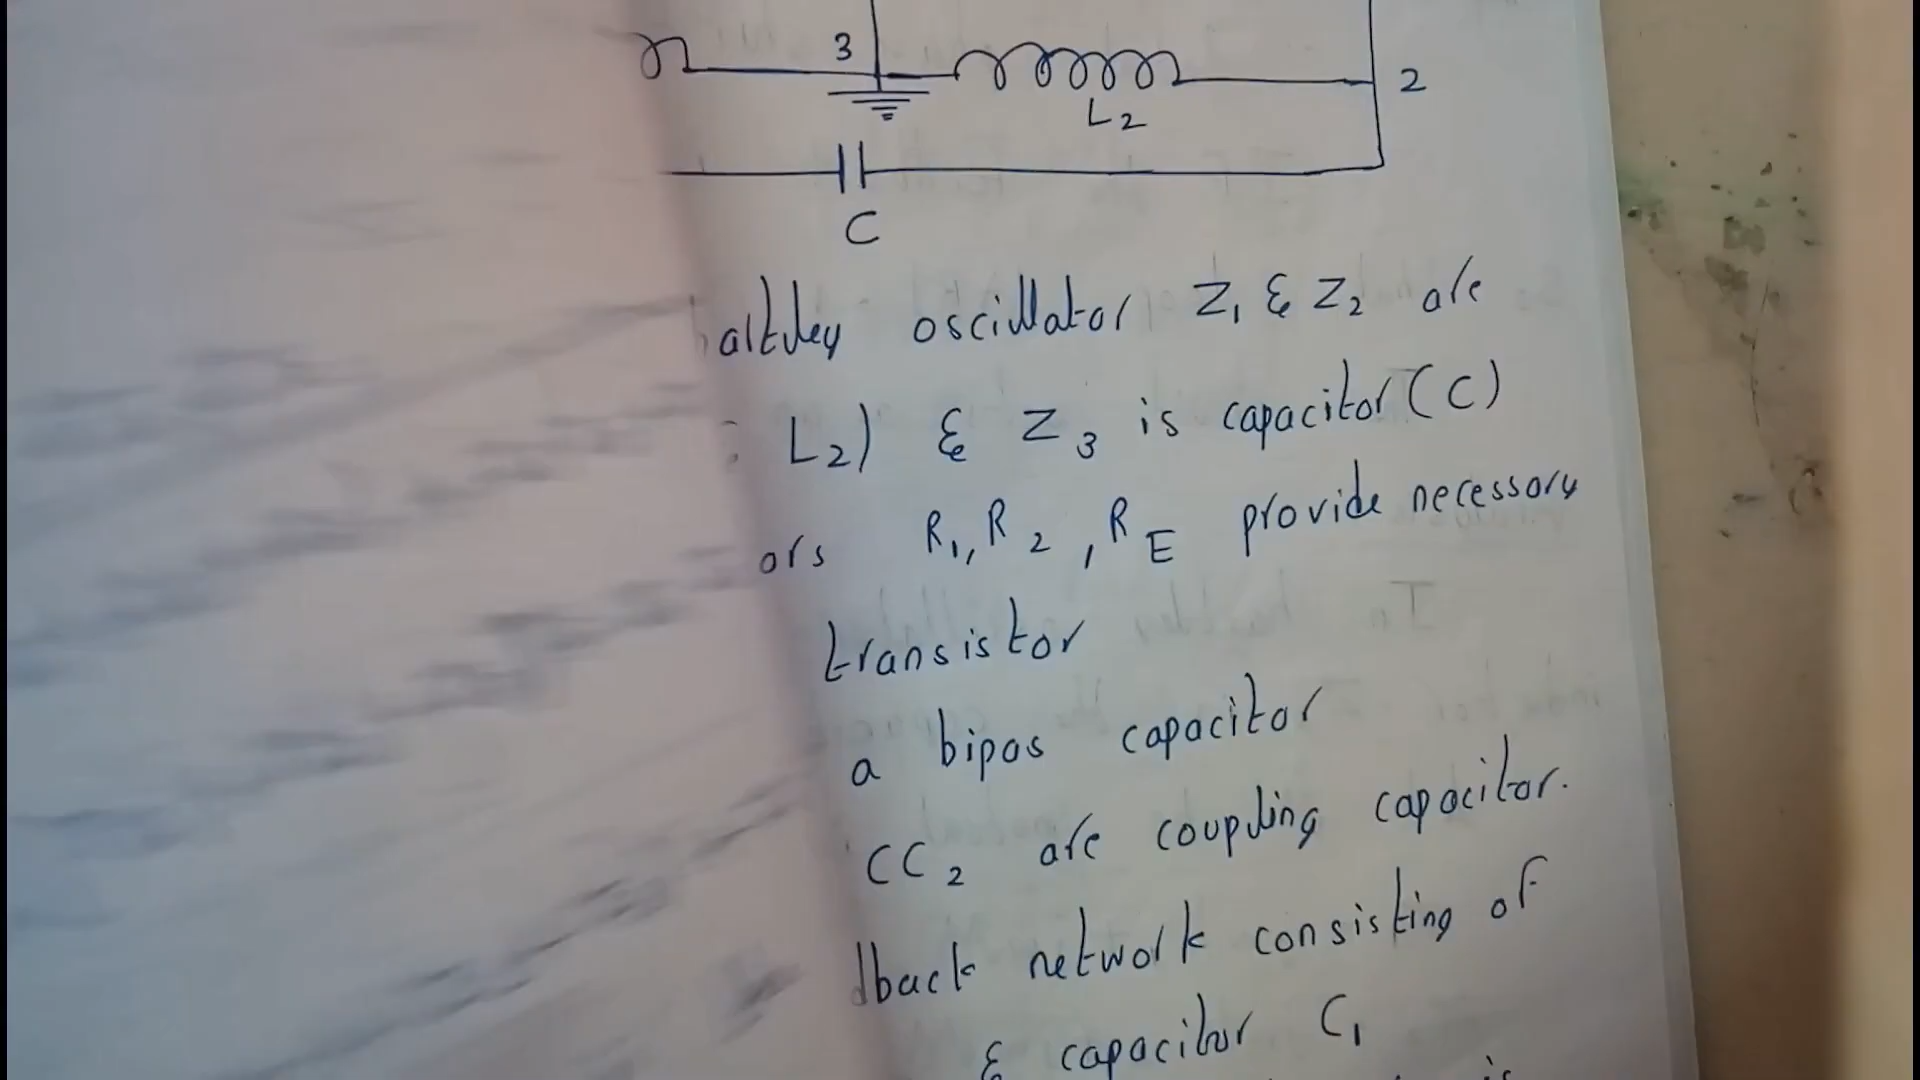 3
2
L2
C
altley oscillator Z1 & Z2 are
L2) & Z3 is capacitor (C)
ors R1, R2, RE provide necessary
transistor
a bipas capacitor
CC2 are coupling capacitor.
dback network consisting of
& capacitor C1
is